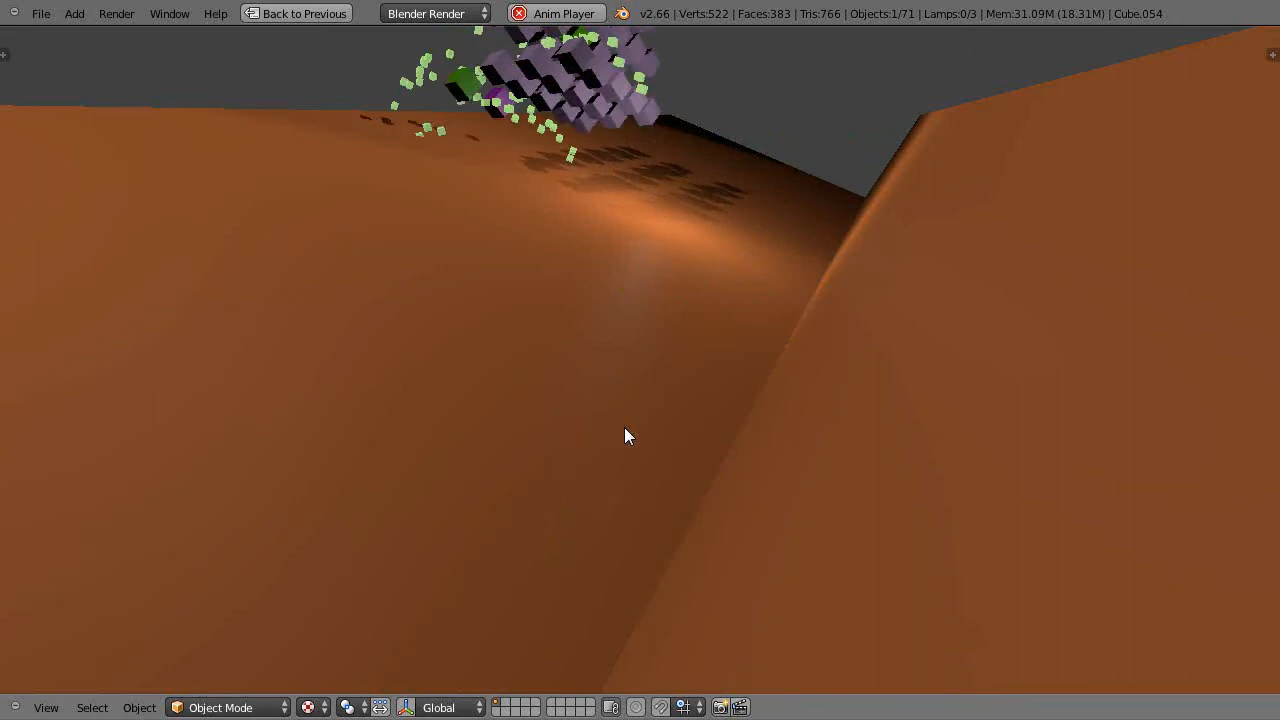 File Add Render Window Help Back to Previous Blender Render Anim Player v2.66 | Verts:522 | Faces:383 | Tris:766 | Objects:1/71 | Lamps:0/3 | Mem:31.09M (18.31M) | Cube.054
View Select Object Object Mode Global